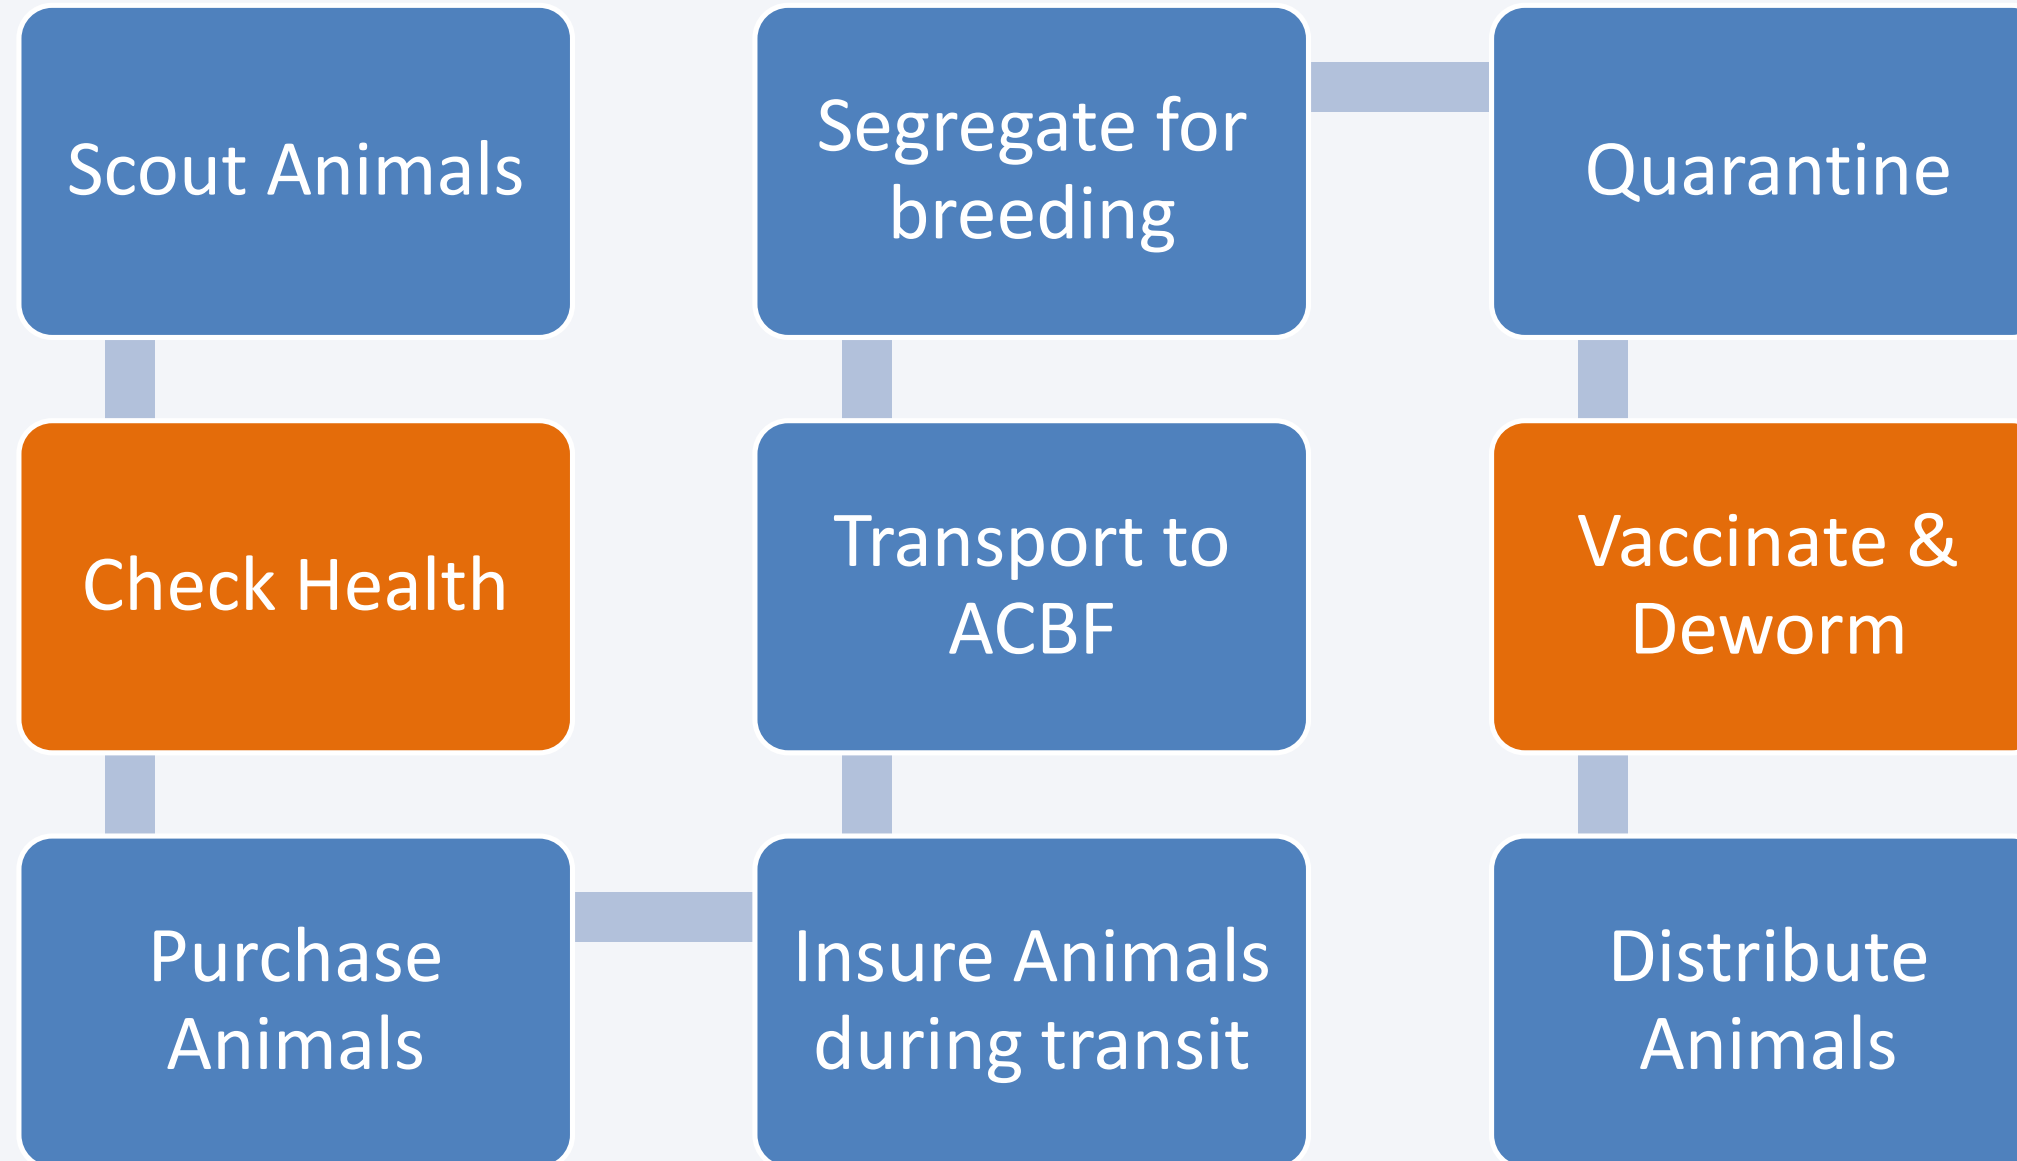 Scout Animals
Check Health
Purchase
Animals
Insure Animals
during transit
Transport to
ACBF
Segregate for
breeding
Quarantine
Vaccinate &
Deworm
Distribute
Animals